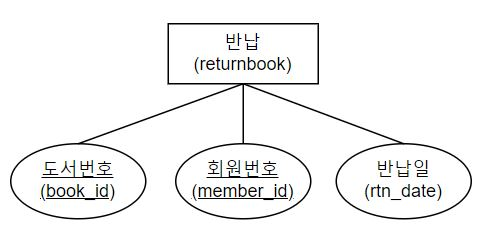 반납
(returnbook)
도서번호
(book_id)
회원번호
(member_id)
반납일
(rtn_date)